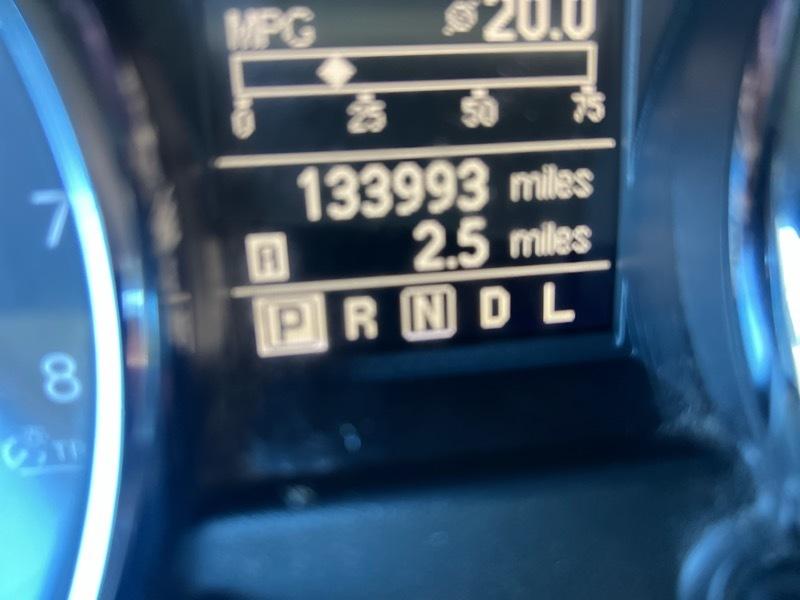 MPG ⌀20.0
0 25 50 75
133993 miles
A 2.5 miles
P R N D L
7
8